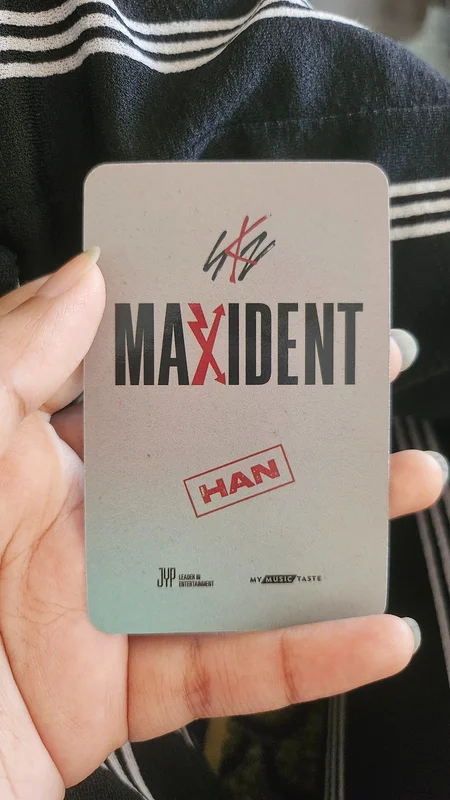 SKZ
MAXIDENT
HAN
JYP LEADER IN
ENTERTAINMENT
MY MUSIC TASTE